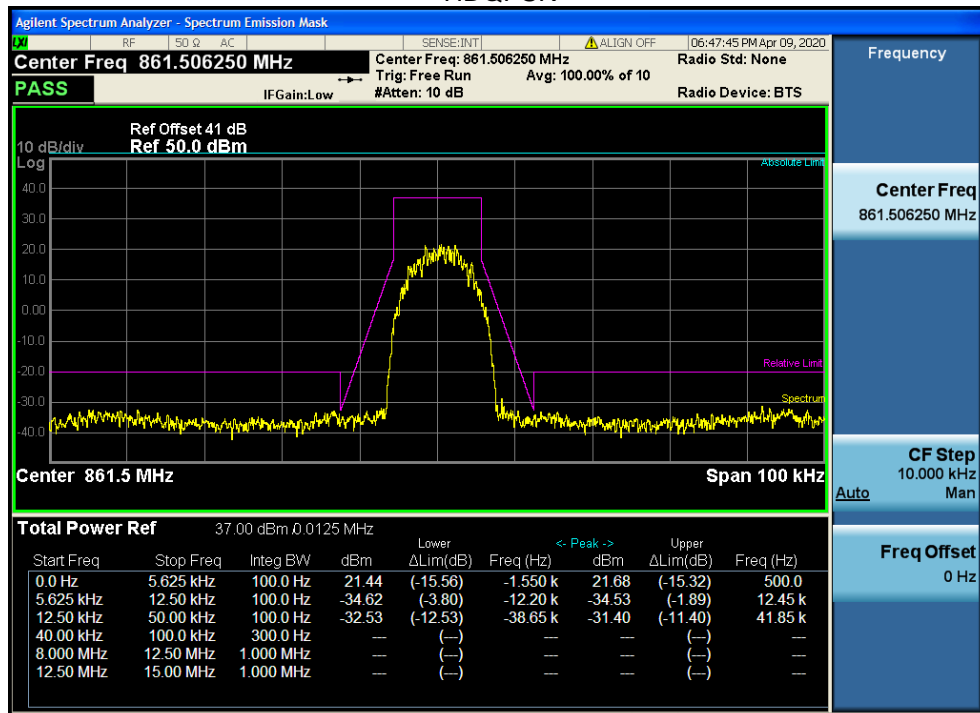 Agilent Spectrum Analyzer - Spectrum Emission Mask
LXI RF 50 Ω AC SENSE:INT ALIGN OFF 06:47:45 PM Apr 09, 2020
Center Freq 861.506250 MHz
Center Freq: 861.506250 MHz Radio Std: None
Trig: Free Run Avg: 100.00% of 10
PASS IFGain:Low #Atten: 10 dB Radio Device: BTS
Frequency
Ref Offset 41 dB
10 dB/div Ref 50.0 dBm
Log
Absolute Limit
40.0
30.0
20.0
10.0
0.00
-10.0
-20.0
-30.0
-40.0
Relative Limit
Spectrum
Center 861.5 MHz Span 100 kHz
Center Freq
861.506250 MHz
CF Step
10.000 kHz
Auto Man
Freq Offset
0 Hz
Total Power Ref 37.00 dBm /0.0125 MHz
Lower <- Peak -> Upper
Start Freq Stop Freq Integ BW dBm ΔLim(dB) Freq (Hz) dBm ΔLim(dB) Freq (Hz)
0.0 Hz 5.625 kHz 100.0 Hz 21.44 (-15.56) -1.550 k 21.68 (-15.32) 500.0
5.625 kHz 12.50 kHz 100.0 Hz -34.62 (-3.80) -12.20 k -34.53 (-1.89) 12.45 k
12.50 kHz 50.00 kHz 100.0 Hz -32.53 (-12.53) -38.65 k -31.40 (-11.40) 41.85 k
40.00 kHz 100.0 kHz 300.0 Hz --- (---) --- --- (---) ---
8.000 MHz 12.50 MHz 1.000 MHz --- (---) --- --- (---) ---
12.50 MHz 15.00 MHz 1.000 MHz --- (---) --- --- (---) ---